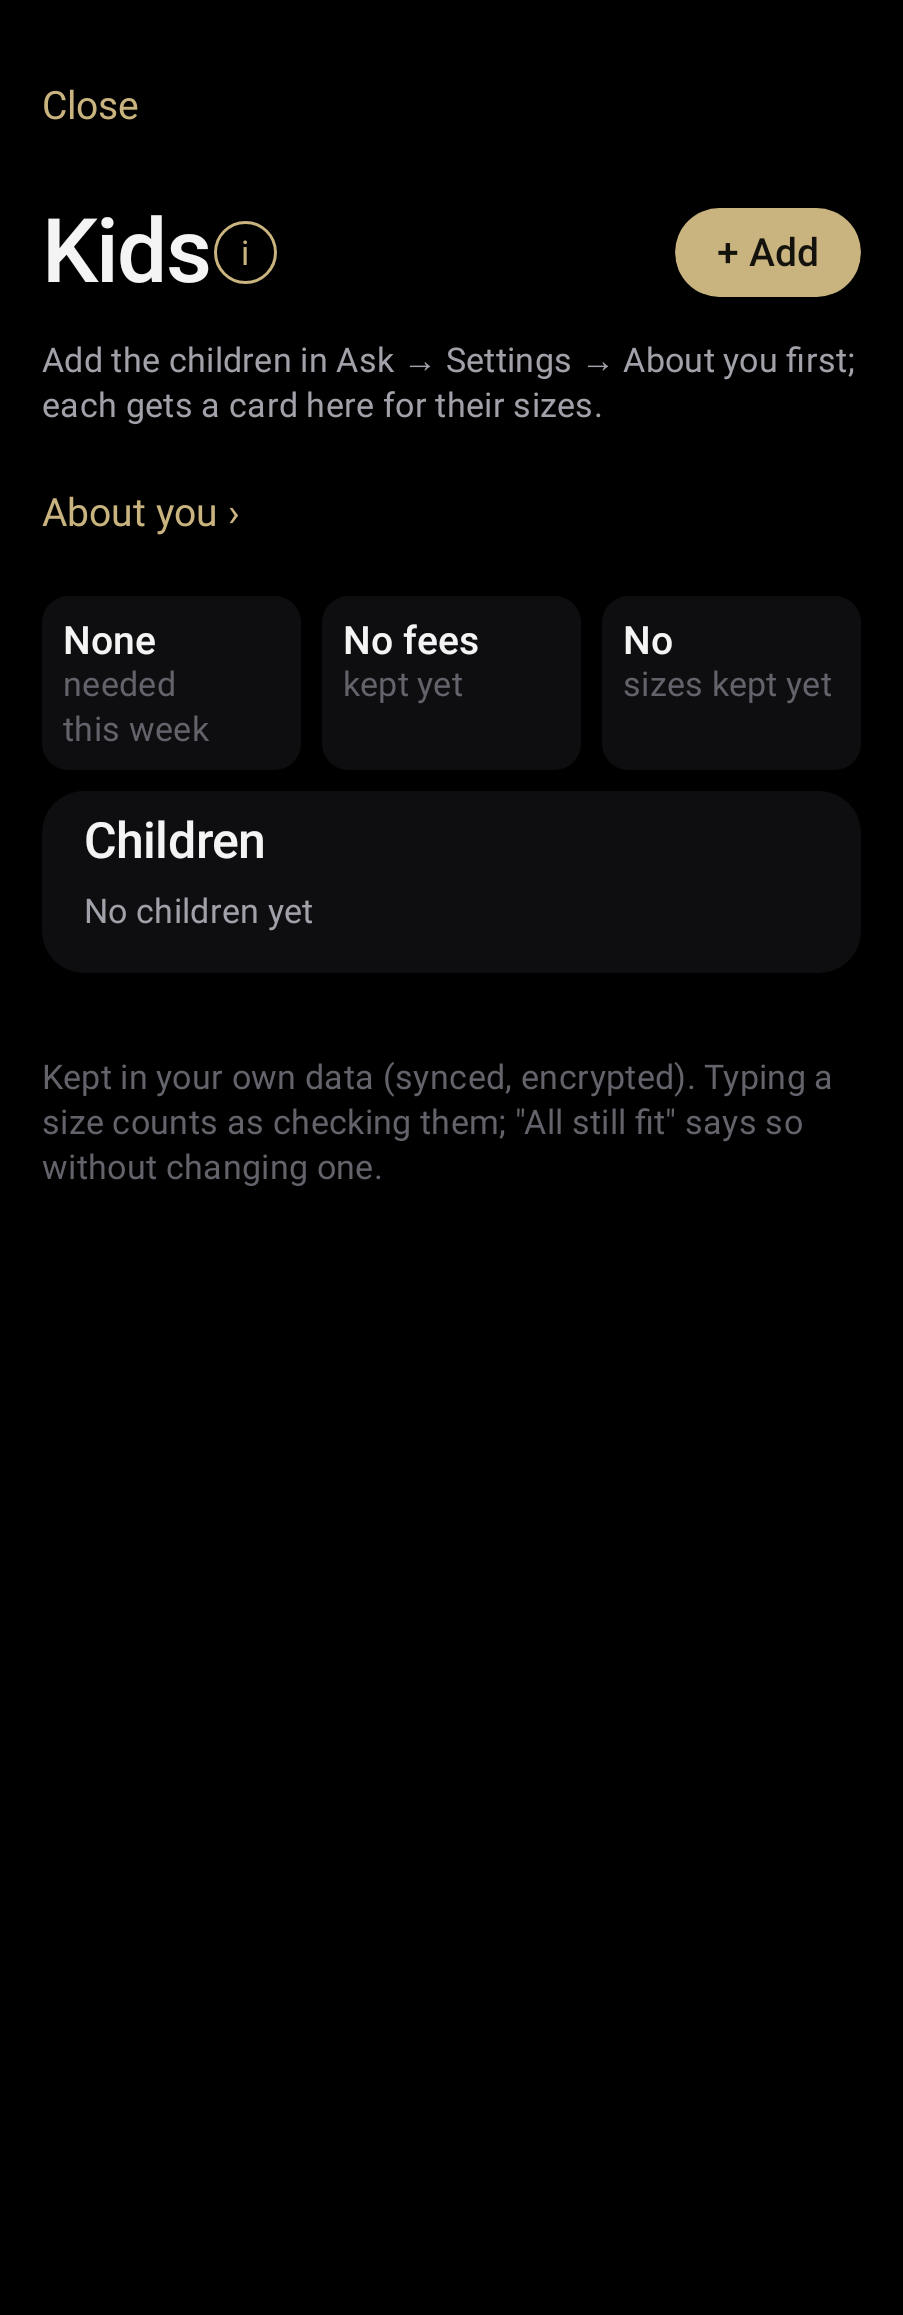 Close
Kids i
+ Add
Add the children in Ask → Settings → About you first;
each gets a card here for their sizes.
About you ›
None
needed
this week
No fees
kept yet
No
sizes kept yet
Children
No children yet
Kept in your own data (synced, encrypted). Typing a
size counts as checking them; "All still fit" says so
without changing one.